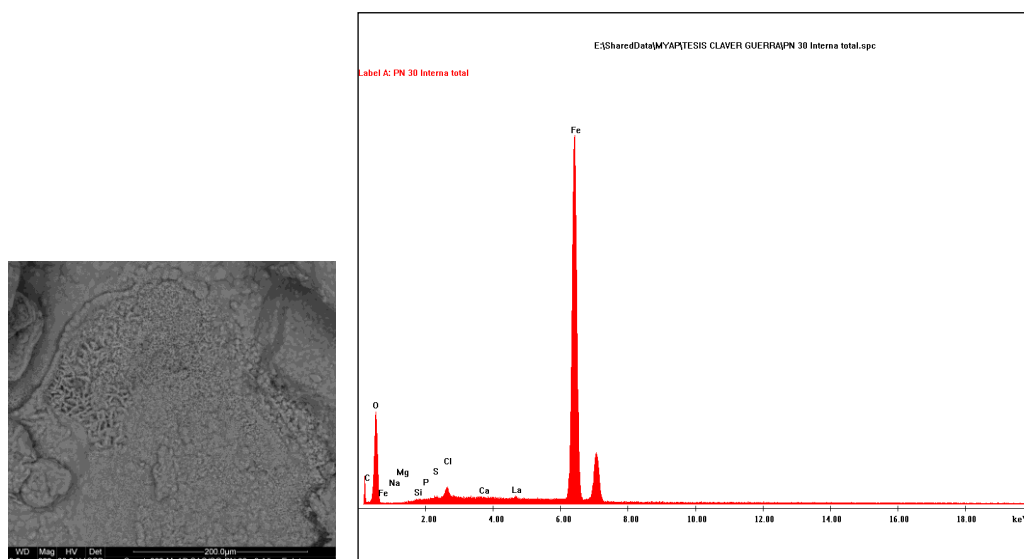 E:\SharedData\MYAP\TESIS CLAVER GUERRA\PN 30 Interna total.spc
Label A: PN 30 Interna total
Fe
O
Cl
S
Mg
C
Na
P
Fe
Si
Ca
La
2.00 4.00 6.00 8.00 10.00 12.00 14.00 16.00 18.00 ke
WD Mag HV Det 200.0µm